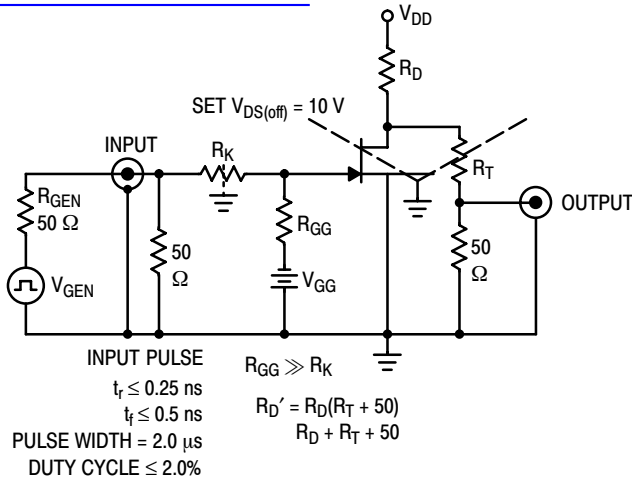 V_DD
R_D
SET V_DS(off) = 10 V
INPUT
R_K
R_T
R_GEN
50 Ω
OUTPUT
R_GG
50
Ω
50
Ω
V_GEN
V_GG
INPUT PULSE
t_r ≤ 0.25 ns
t_f ≤ 0.5 ns
PULSE WIDTH = 2.0 μs
DUTY CYCLE ≤ 2.0%
R_GG ≫ R_K
R_D′ = R_D(R_T + 50)
R_D + R_T + 50